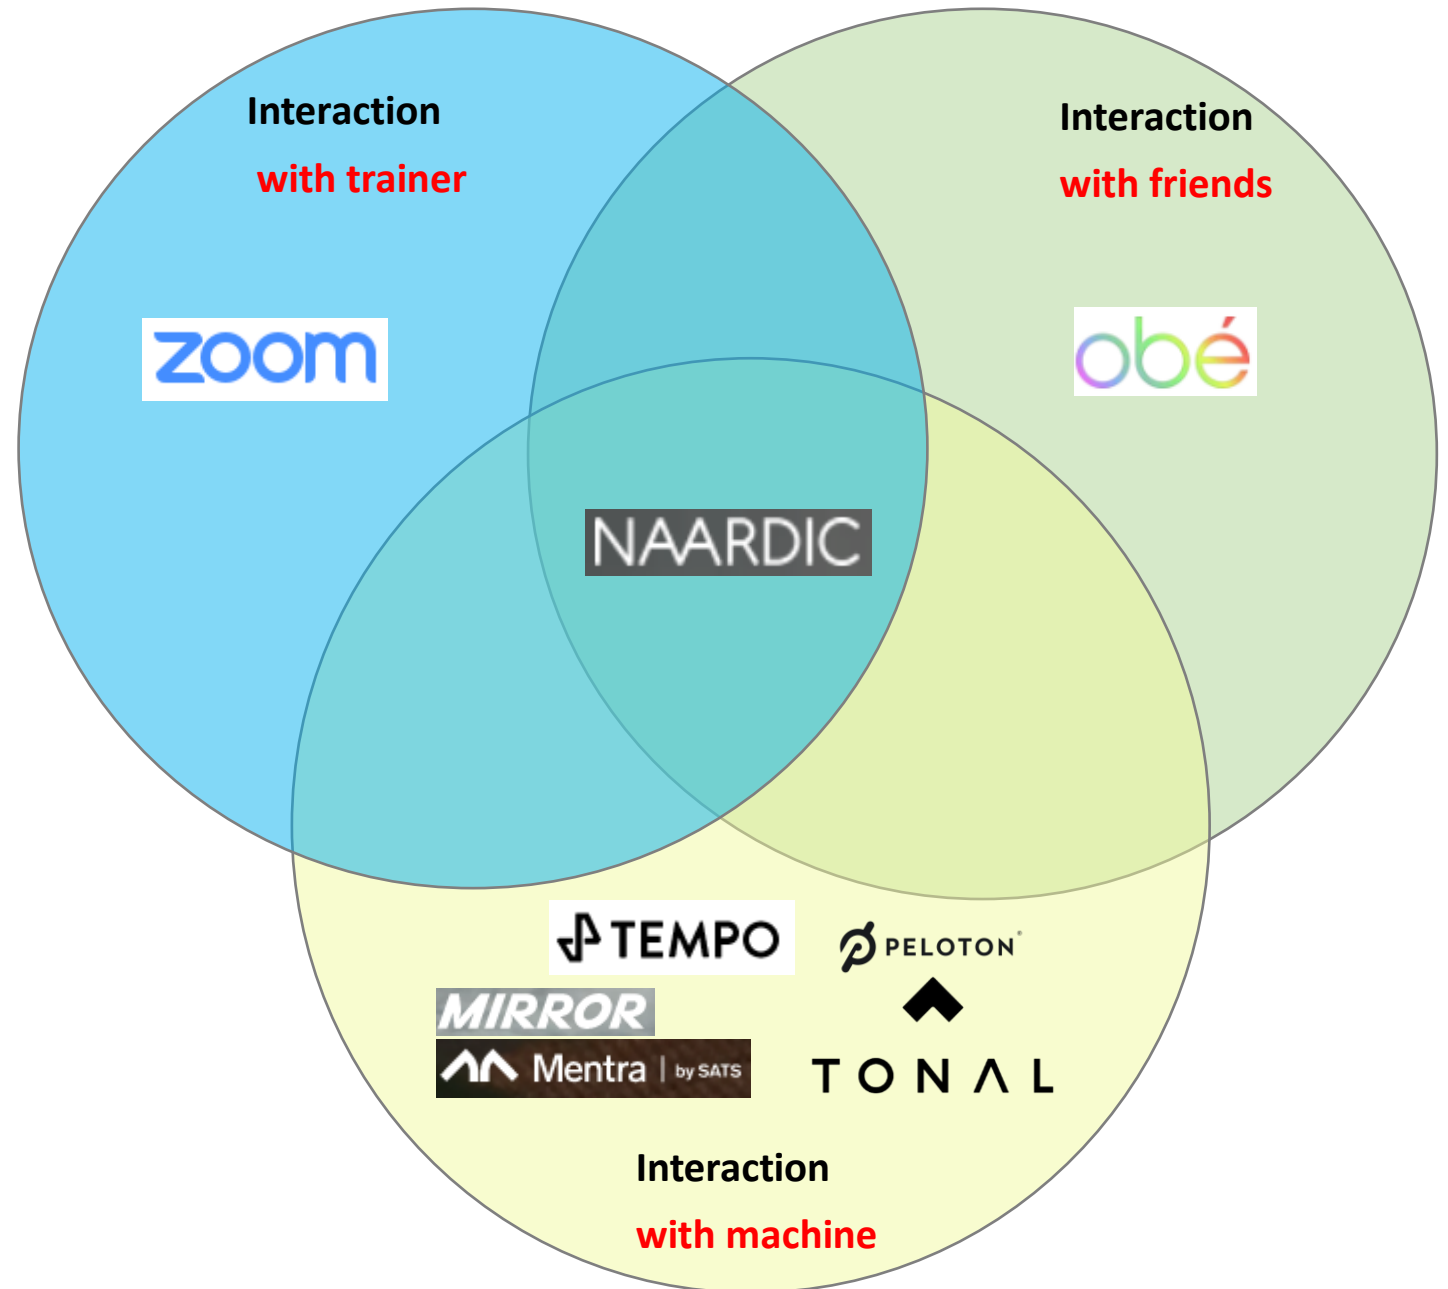 Interaction
with trainer
Interaction
with friends
zoom
obé
NAARDIC
TEMPO
PELOTON®
MIRROR
Mentra | by SATS
TONAL
Interaction
with machine